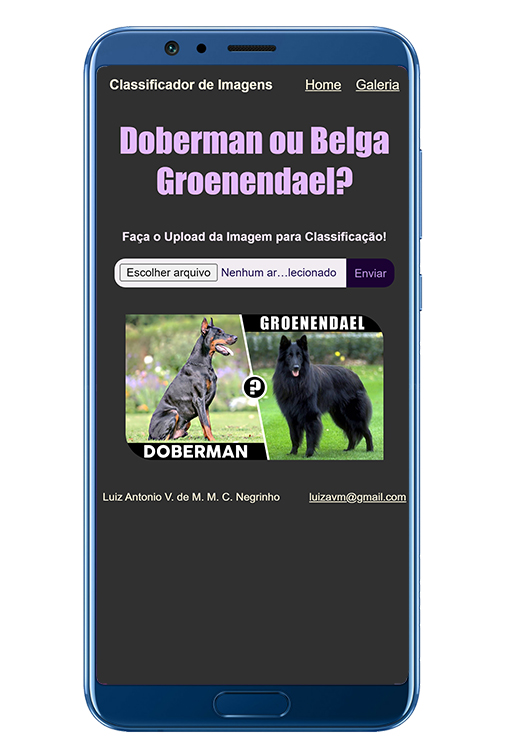 Classificador de Imagens Home Galeria
Doberman ou Belga
Groenendael?
Faça o Upload da Imagem para Classificação!
Escolher arquivo Nenhum ar…lecionado Enviar
GROENENDAEL
?
DOBERMAN
Luiz Antonio V. de M. M. C. Negrinho luizavm@gmail.com